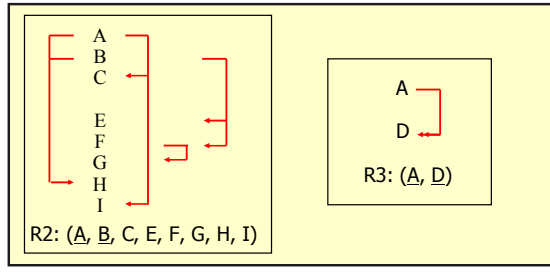 A
B
C
E
F
G
H
I
R2: (A, B, C, E, F, G, H, I)
A
D
R3: (A, D)